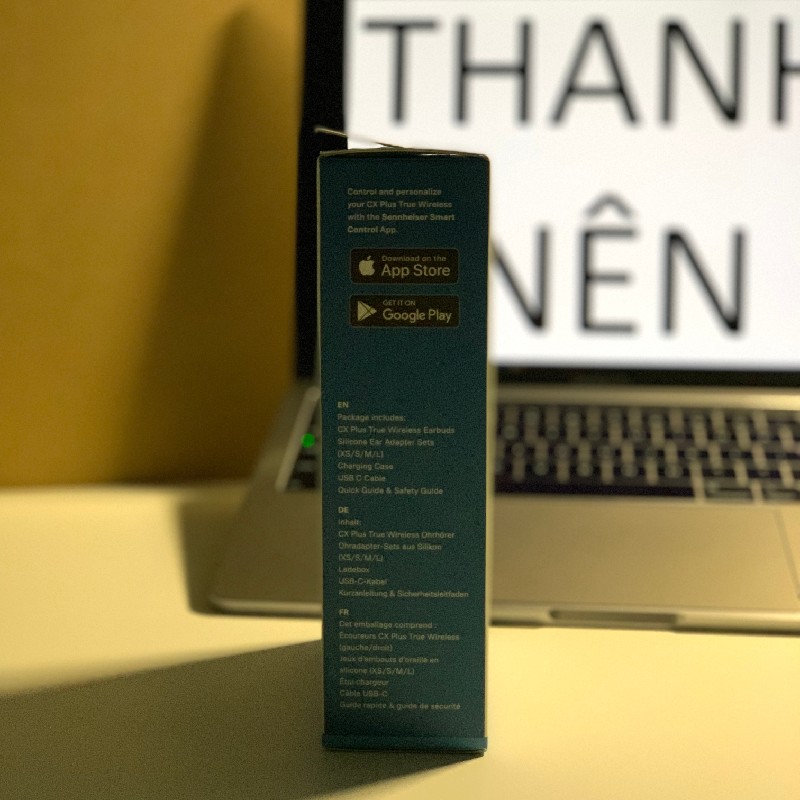 THANH
NÊN
Control and personalize
your CX Plus True Wireless
with the Sennheiser Smart
Control App.
Download on the
App Store
GET IT ON
Google Play
EN
Package includes:
CX Plus True Wireless Earbuds
Silicone Ear Adapter Sets
(XS/S/M/L)
Charging Case
USB C Cable
Quick Guide & Safety Guide
DE
Inhalt:
CX Plus True Wireless Ohrhörer
Ohradapter-Sets aus Silikon
(XS/S/M/L)
Ladebox
USB-C-Kabel
Kurzanleitung & Sicherheitsleitfaden
FR
Cet emballage comprend :
Écouteurs CX Plus True Wireless
(gauche/droit)
Jeux d'embouts d'oreille en
silicone (XS/S/M/L)
Étui-chargeur
Câble USB-C
Guide rapide & guide de sécurité